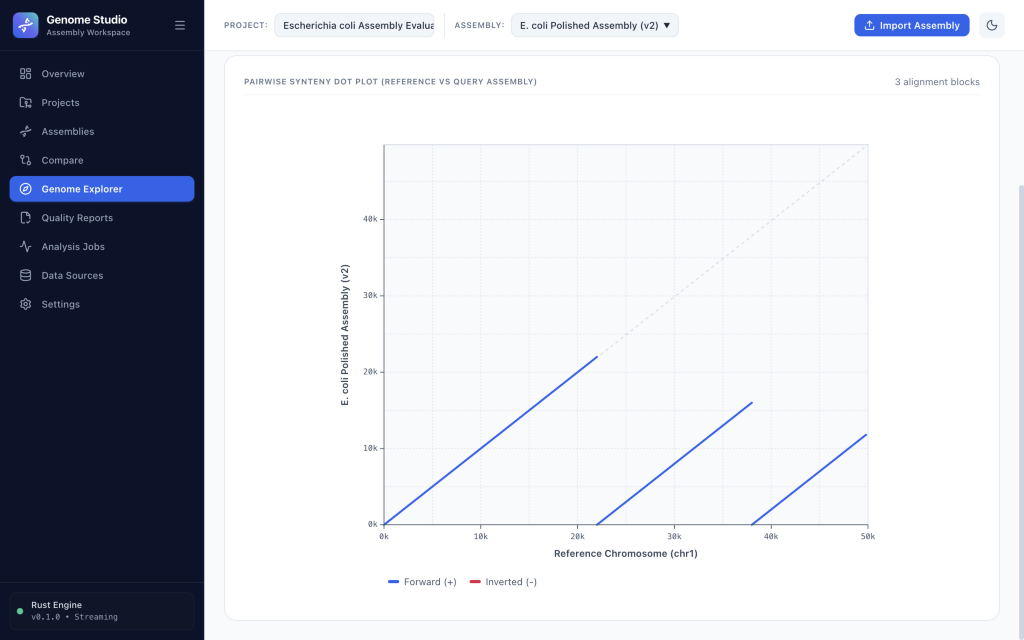 Genome Studio
Assembly Workspace
PROJECT:
Escherichia coli Assembly Evalua
ASSEMBLY:
E. coli Polished Assembly (v2) ▼
Import Assembly
Overview
Projects
Assemblies
Compare
Genome Explorer
Quality Reports
Analysis Jobs
Data Sources
Settings
Rust Engine
v0.1.0 • Streaming
PAIRWISE SYNTENY DOT PLOT (REFERENCE VS QUERY ASSEMBLY)
3 alignment blocks
E. coli Polished Assembly (v2)
40k
30k
20k
10k
0k
0k 10k 20k 30k 40k 50k
Reference Chromosome (chr1)
Forward (+) Inverted (-)